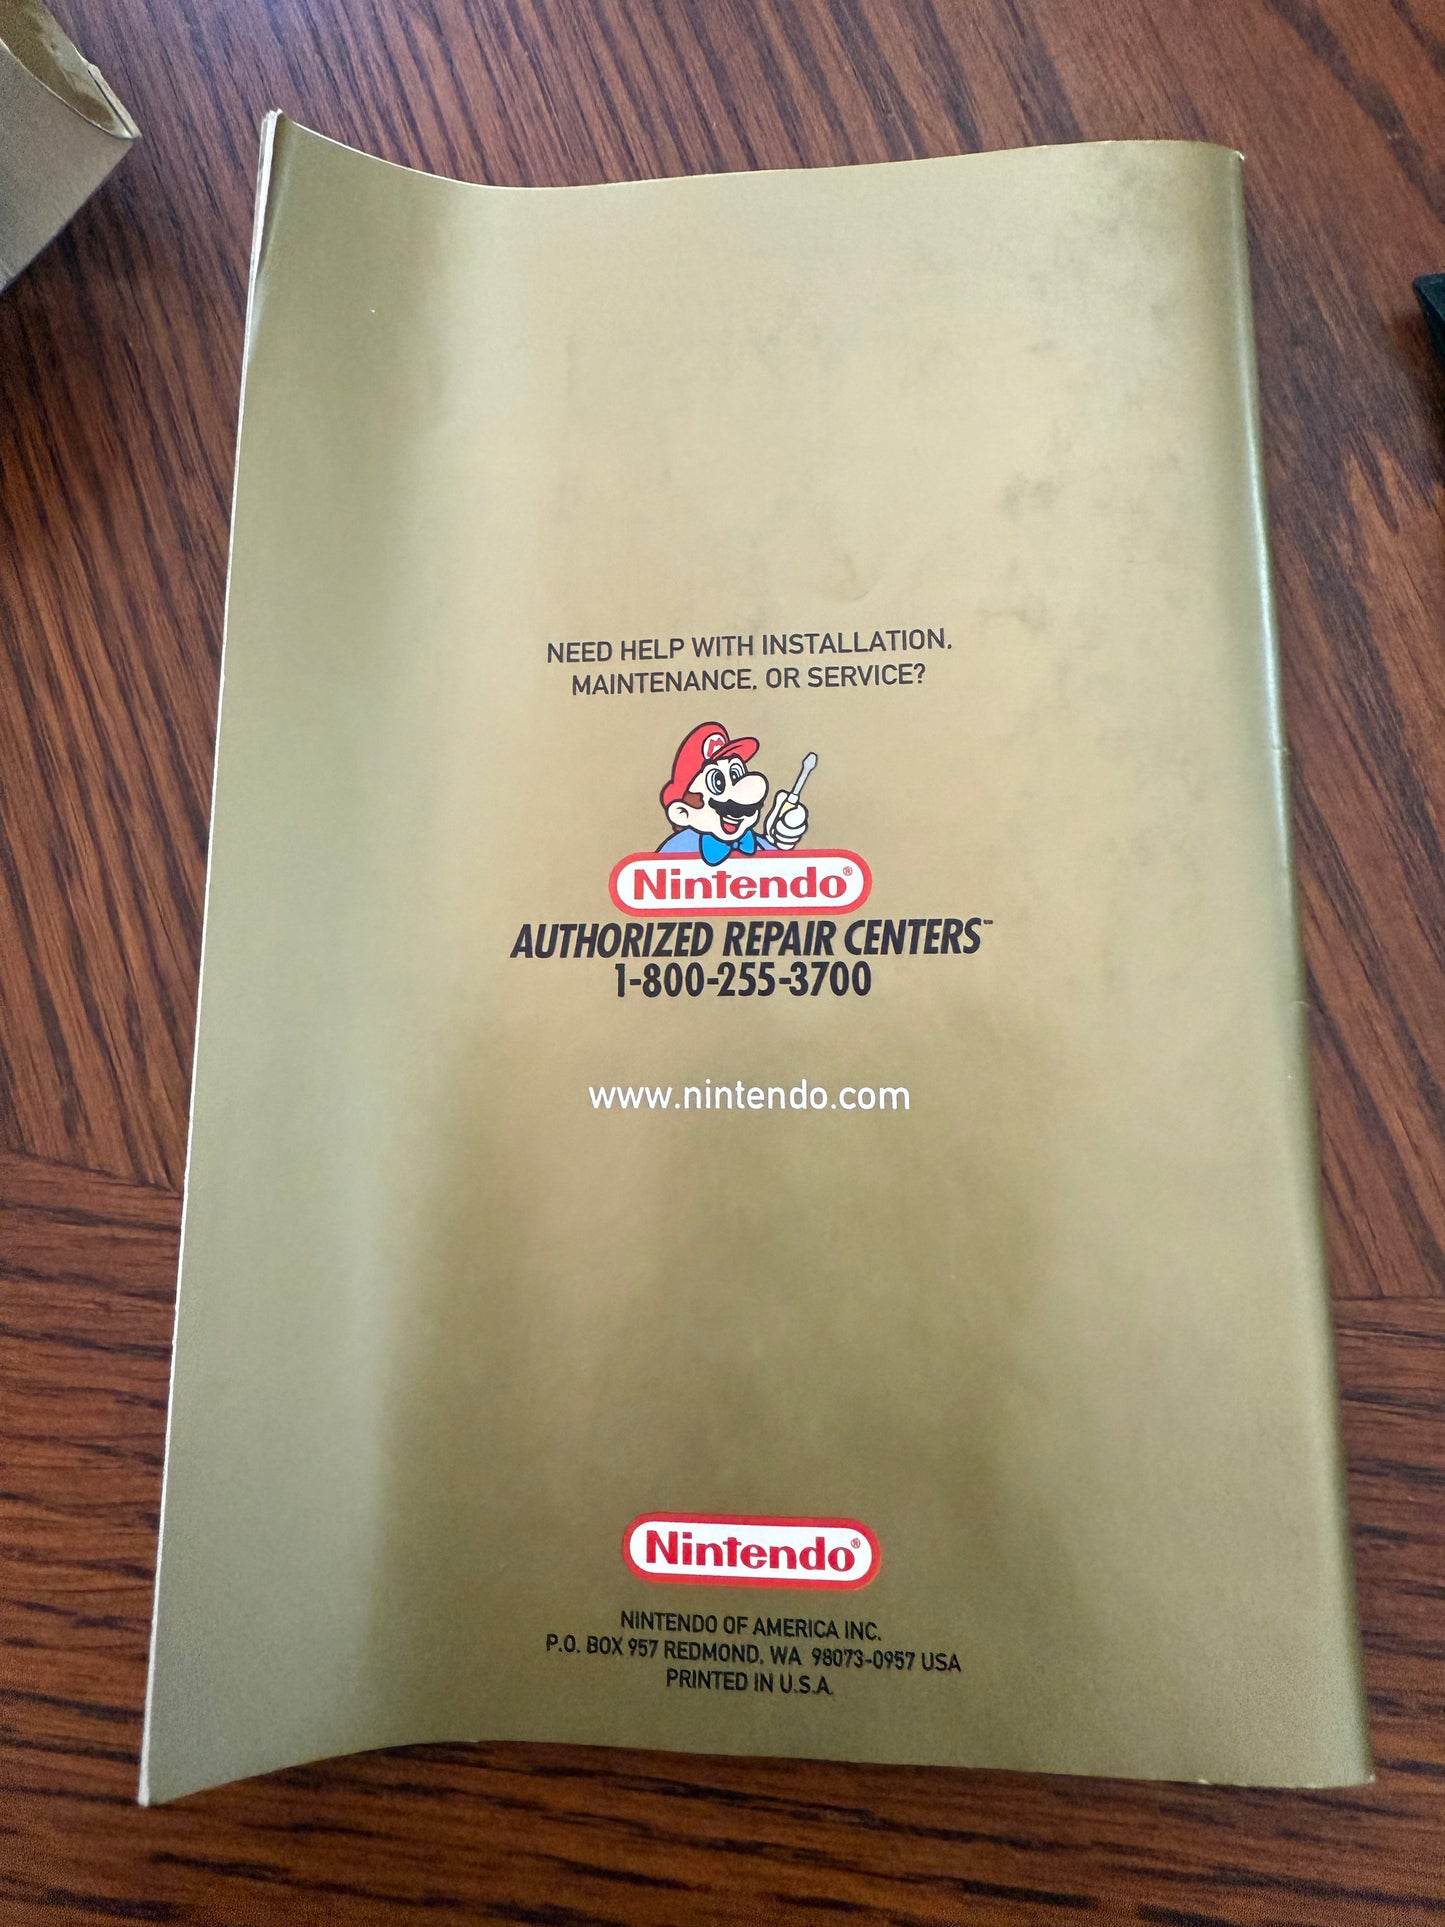 NEED HELP WITH INSTALLATION,
MAINTENANCE, OR SERVICE?
M
Nintendo®
AUTHORIZED REPAIR CENTERS™
1-800-255-3700
www.nintendo.com
Nintendo®
NINTENDO OF AMERICA INC.
P.O. BOX 957 REDMOND, WA 98073-0957 USA
PRINTED IN U.S.A.